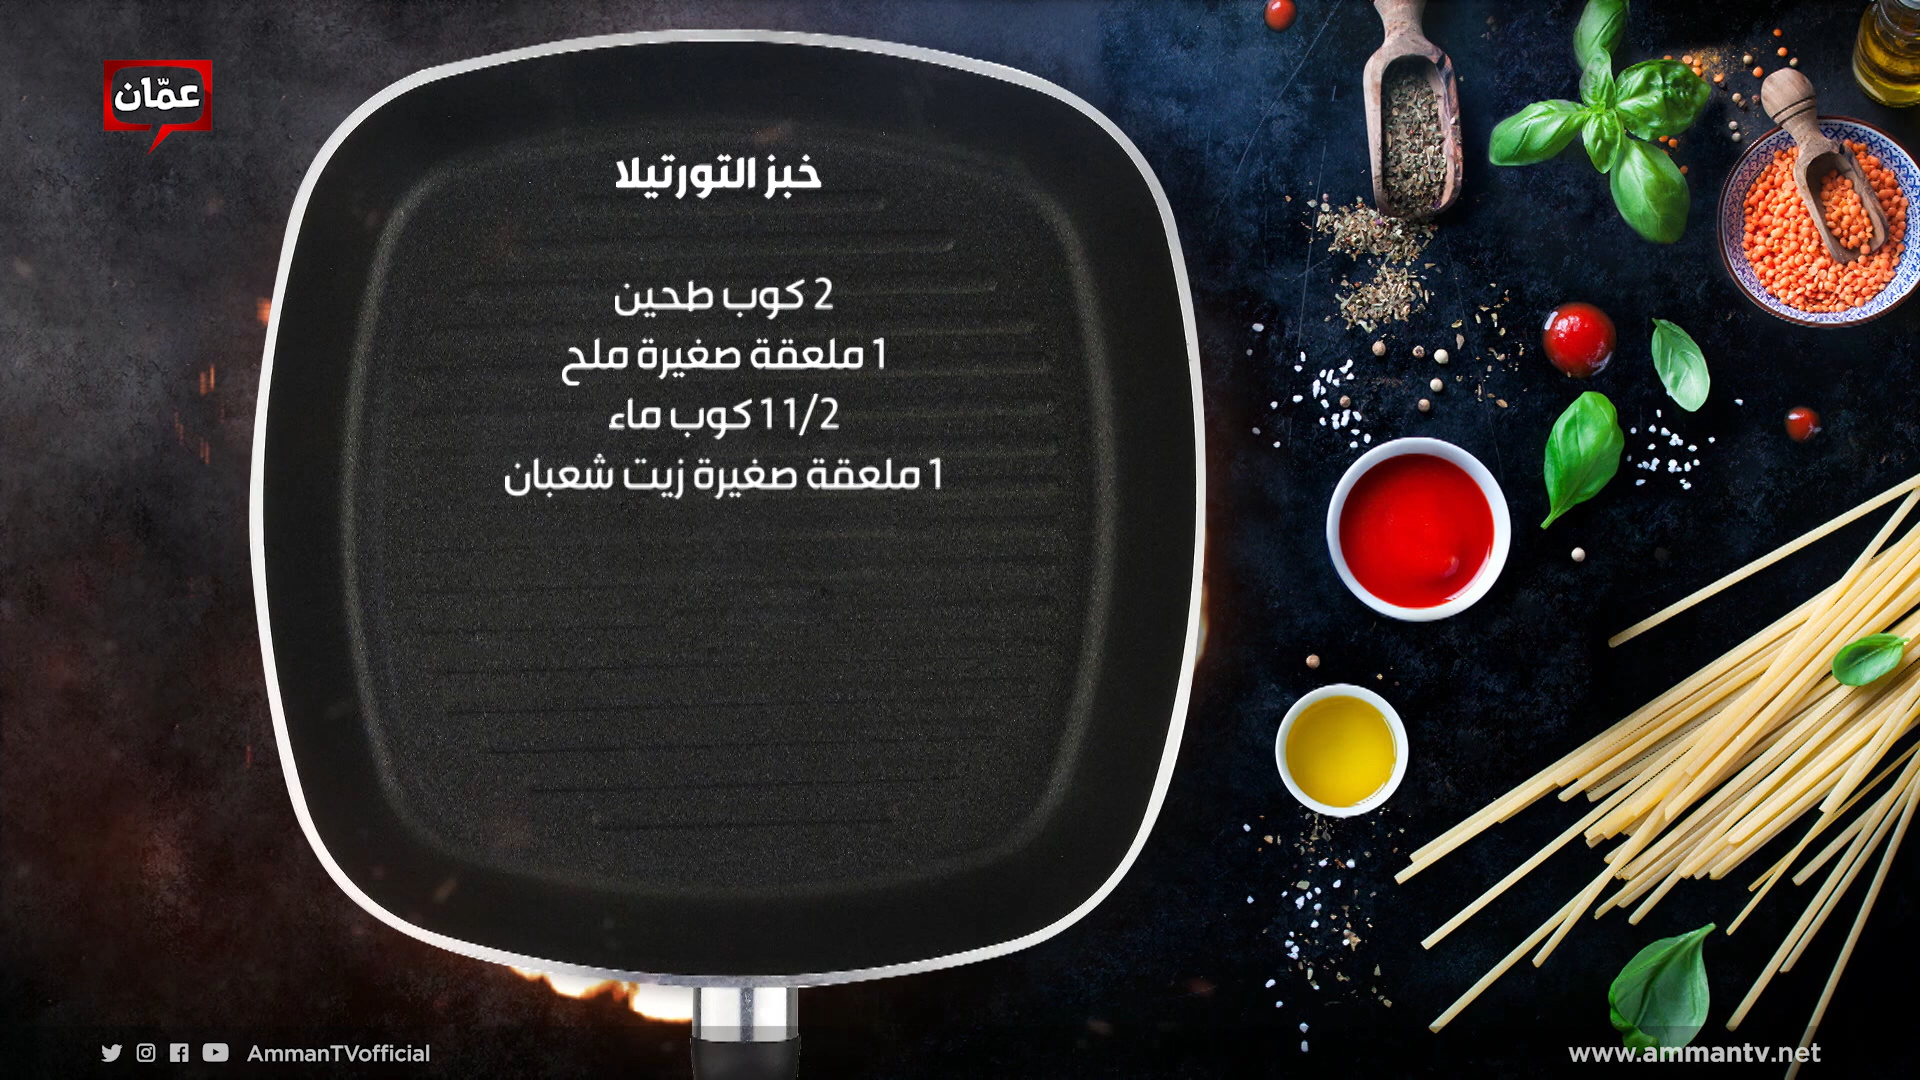 عمّان
خبز التورتيلا
2 كوب طحين
1 ملعقة صغيرة ملح
11/2 كوب ماء
1 ملعقة صغيرة زيت شعبان
AmmanTVofficial
www.ammantv.net